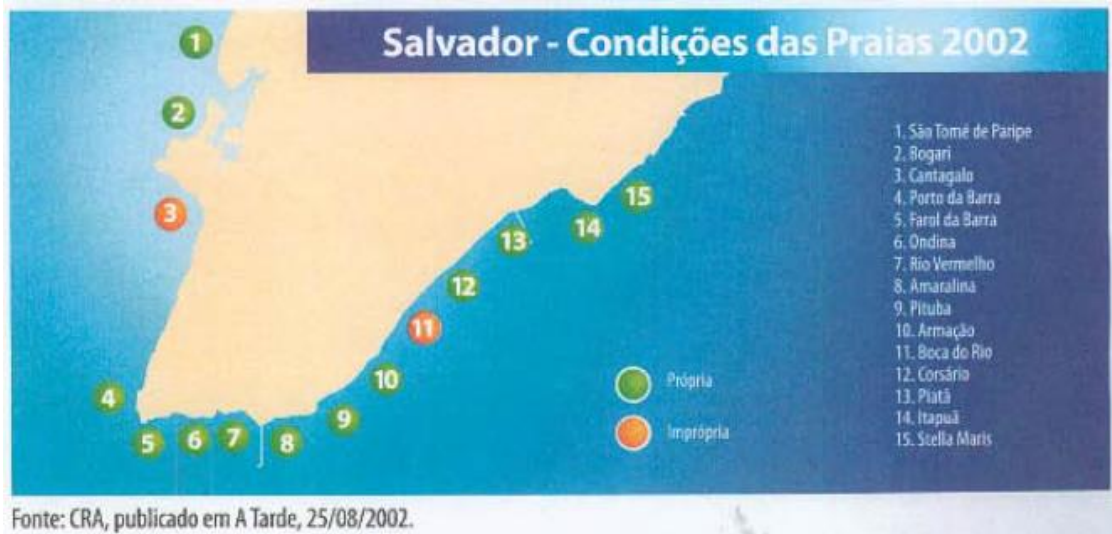 Salvador - Condições das Praias 2002
1
2
3
4
5
6
7
8
9
10
11
12
13
14
15
Própria
Imprópria
1. São Tomé de Paripe
2. Bogari
3. Cantagalo
4. Porto da Barra
5. Farol da Barra
6. Ondina
7. Rio Vermelho
8. Amaralina
9. Pituba
10. Armação
11. Boca do Rio
12. Corsário
13. Piatã
14. Itapuã
15. Stella Maris
Fonte: CRA, publicado em A Tarde, 25/08/2002.